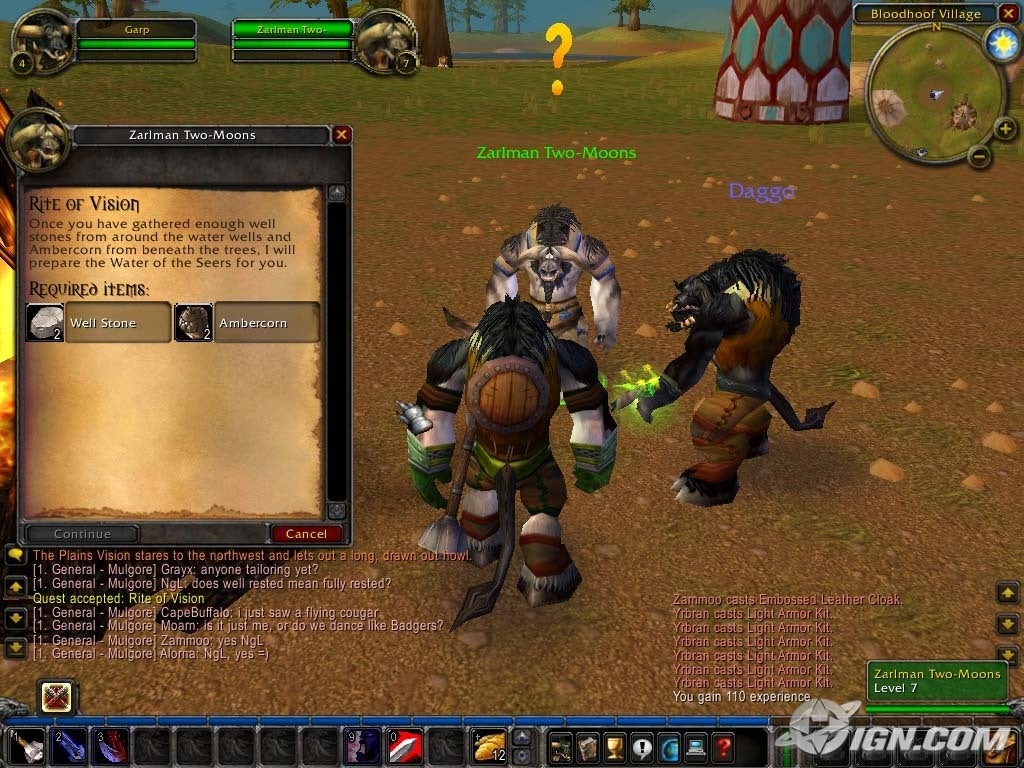 Garp
4
Zarlman Two-
7
Bloodhoof Village
N
Zarlman Two-Moons
Rite of Vision
Once you have gathered enough well
stones from around the water wells and
Ambercorn from beneath the trees, I will
prepare the Water of the Seers for you.
Required items:
2
Well Stone
2
Ambercorn
Continue
Cancel
Zarlman Two-Moons
Daggo
The Plains Vision stares to the northwest and lets out a long, drawn out howl.
[1. General - Mulgore] Grayx: anyone tailoring yet?
[1. General - Mulgore] NgL: does well rested mean fully rested?
Quest accepted: Rite of Vision
[1. General - Mulgore] CapeBuffalo: i just saw a flying cougar
[1. General - Mulgore] Moarn: Is it just me, or do we dance like Badgers?
[1. General - Mulgore] Zammoo: yes NgL
[1. General - Mulgore] Aloma: NgL, yes =)
Zammoo casts Embossed Leather Cloak.
Yrbran casts Light Armor Kit.
Yrbran casts Light Armor Kit.
Yrbran casts Light Armor Kit.
Yrbran casts Light Armor Kit.
Yrbran casts Light Armor Kit.
Yrbran casts Light Armor Kit.
You gain 110 experience
Zarlman Two-Moons
Level 7
1
2
3
9
0
12
IGN.COM